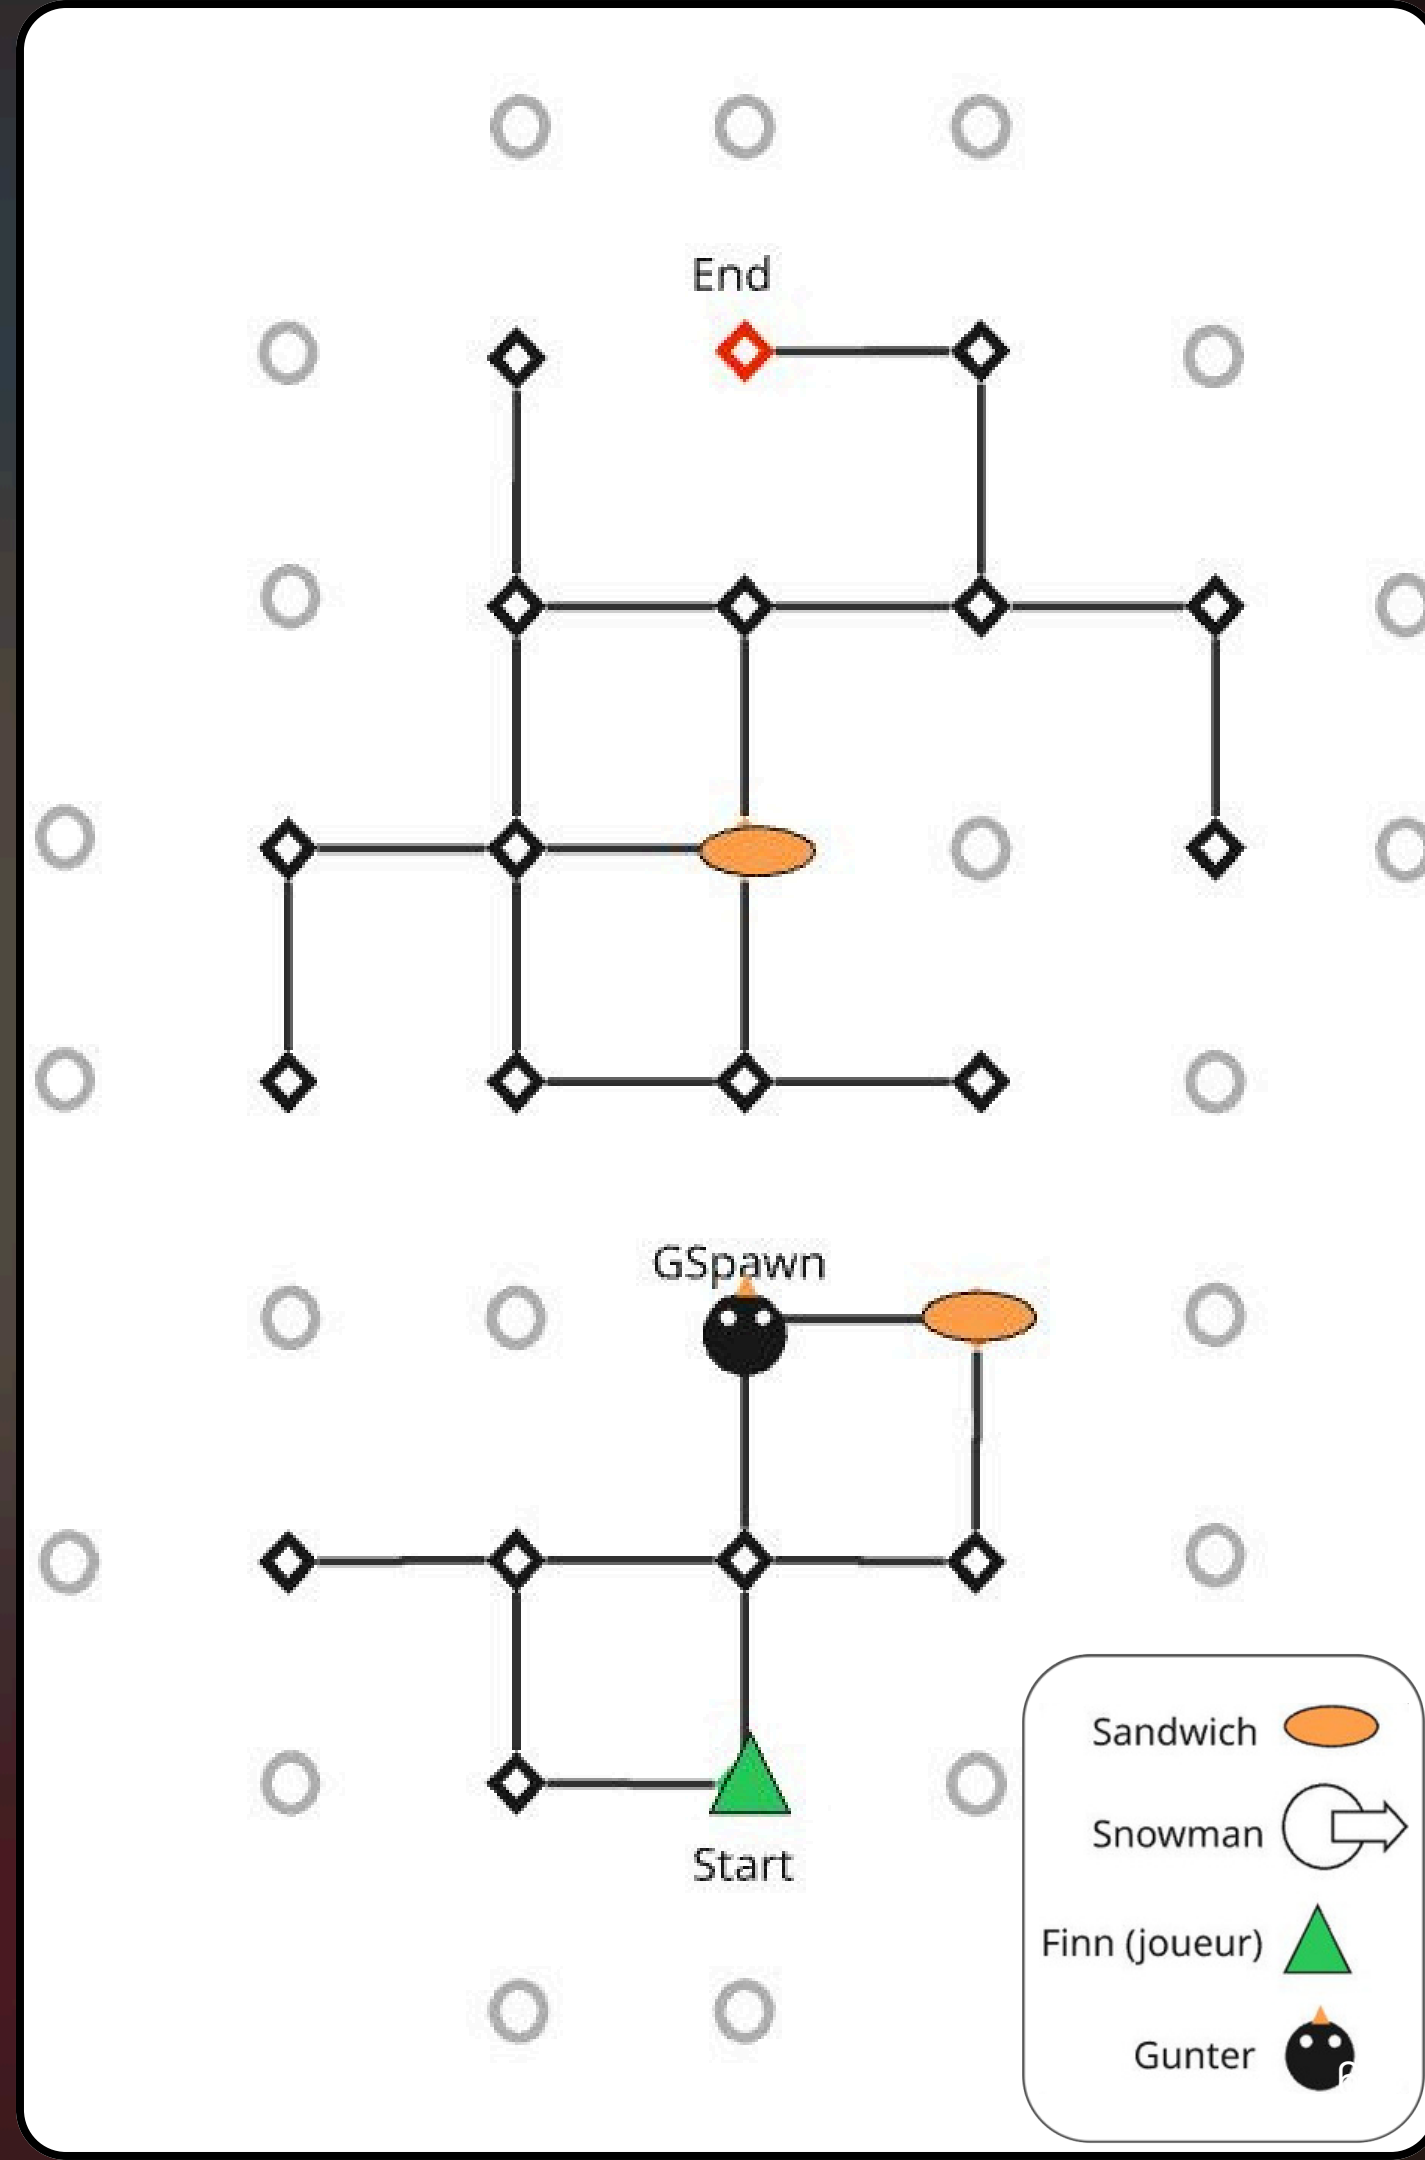 End
GSpawn
Start
Sandwich
Snowman
Finn (joueur)
Gunter